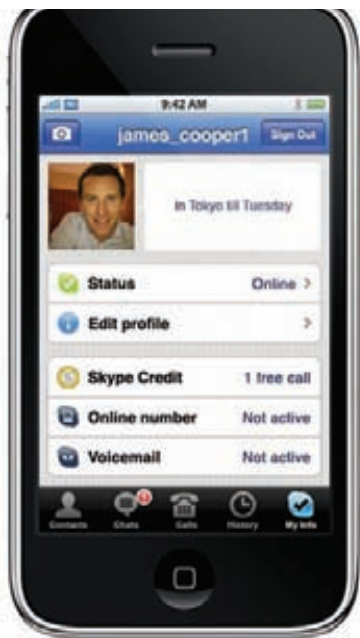 9:42 AM
james_cooper1 Sign Out
in Tokyo till Tuesday
Status Online
Edit profile
Skype Credit 1 free call
Online number Not active
Voicemail Not active
Contacts Chats Calls History My Info